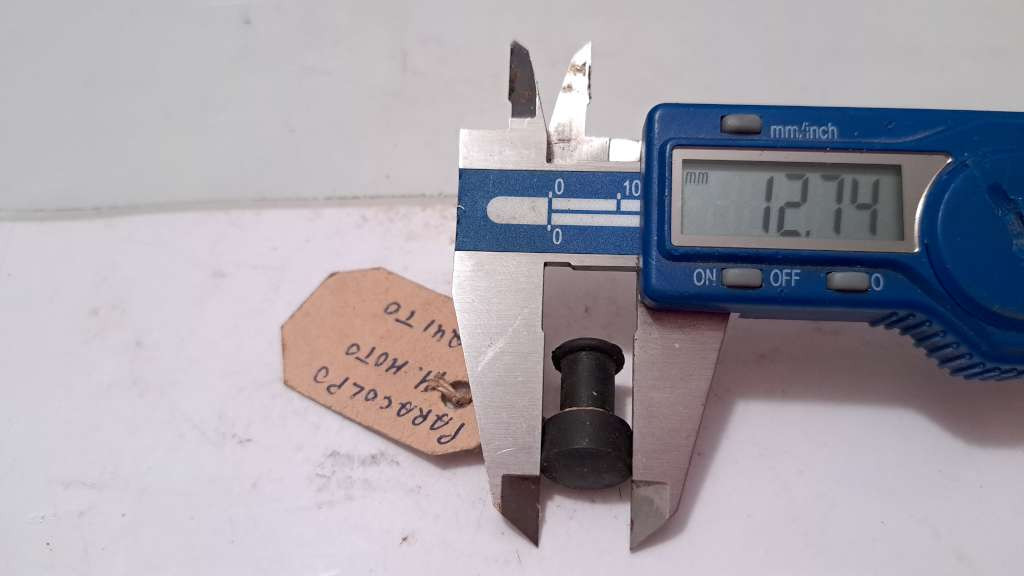 mm/inch
mm
12.74
0
10
0
ON
OFF
0
PARACOLPO
M. MOTO